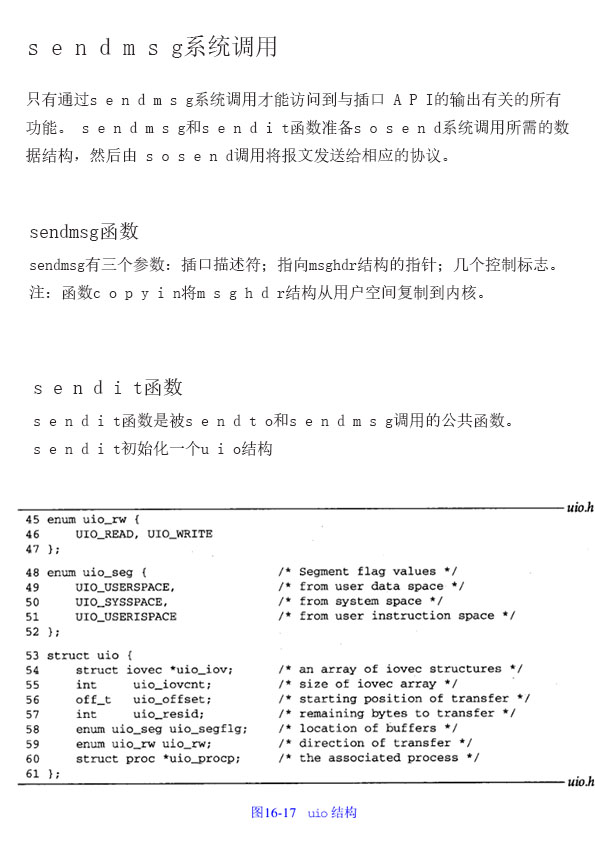 sendmsg系统调用
只有通过sendmsg系统调用才能访问到与插口 API的输出有关的所有
功能。 sendmsg和sendit函数准备sosend系统调用所需的数
据结构，然后由 sosend调用将报文发送给相应的协议。
sendmsg函数
sendmsg有三个参数：插口描述符；指向msghdr结构的指针；几个控制标志。
注：函数copyin将msghdr结构从用户空间复制到内核。
sendit函数
sendit函数是被sendto和sendmsg调用的公共函数。
sendit初始化一个uio结构
uio.h
45 enum uio_rw {
46     UIO_READ, UIO_WRITE
47 };
48 enum uio_seg {                /* Segment flag values */
49     UIO_USERSPACE,            /* from user data space */
50     UIO_SYSSPACE,             /* from system space */
51     UIO_USERISPACE            /* from user instruction space */
52 };
53 struct uio {
54     struct iovec *uio_iov;    /* an array of iovec structures */
55     int     uio_iovcnt;       /* size of iovec array */
56     off_t   uio_offset;       /* starting position of transfer */
57     int     uio_resid;        /* remaining bytes to transfer */
58     enum uio_seg uio_segflg;  /* location of buffers */
59     enum uio_rw uio_rw;       /* direction of transfer */
60     struct proc *uio_procp;   /* the associated process */
61 };
uio.h
图16-17 uio 结构